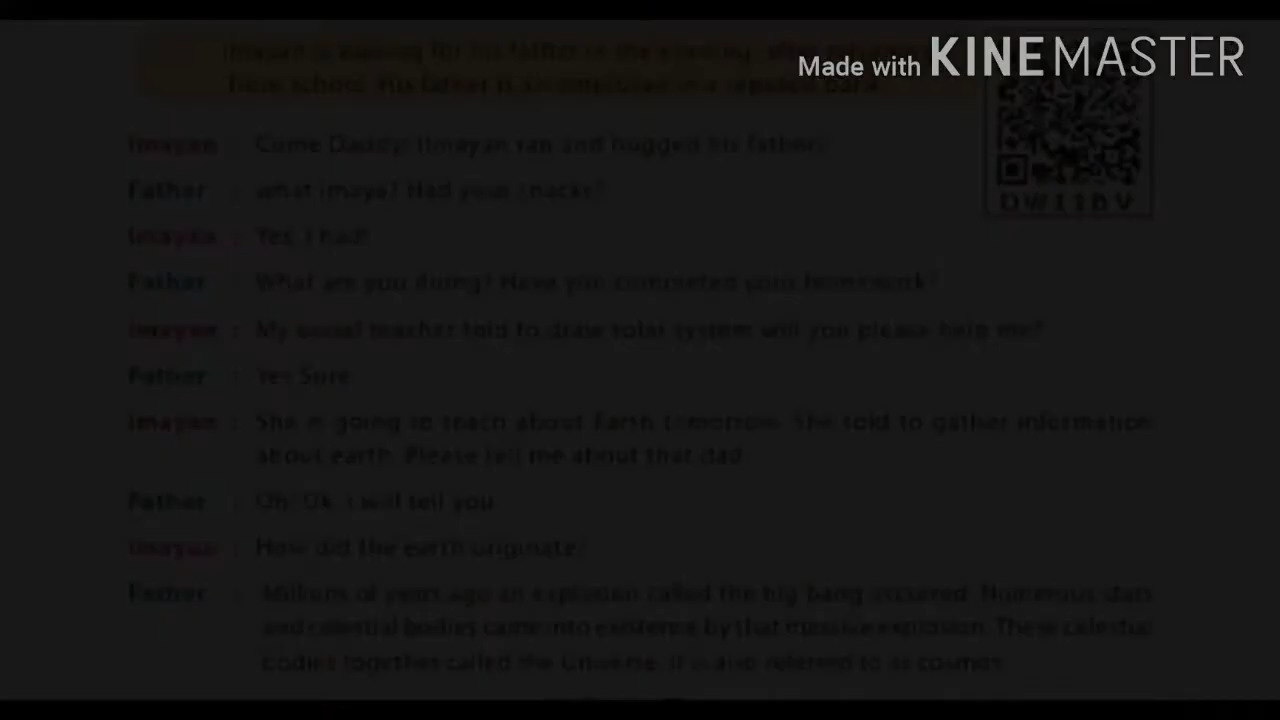 Made with KINEMASTER
Imayan is waiting for his father in the evening, after
from school. His father is
in a reputed bank.
Imayan : Come Daddy! (Imayan ran and hugged his father)
Father : what Imaya? Had your snacks?
Imayan : Yes, I had!
Father : What are you doing? Have you completed your homework?
Imayan : My social teacher told to draw solar system will you please help me?
Father : Yes Sure
Imayan : She is going to teach about Earth tomorrow. She told to gather information
about earth. Please tell me about that dad.
Father : Oh! Ok. I will tell you
Imayan : How did the earth originate?
Father : Millions of years ago an explosion called the big bang occurred. Numerous stars
and celestial bodies came into existence by that massive explosion. These celestial
bodies together called the Universe. It is also referred to as cosmos.